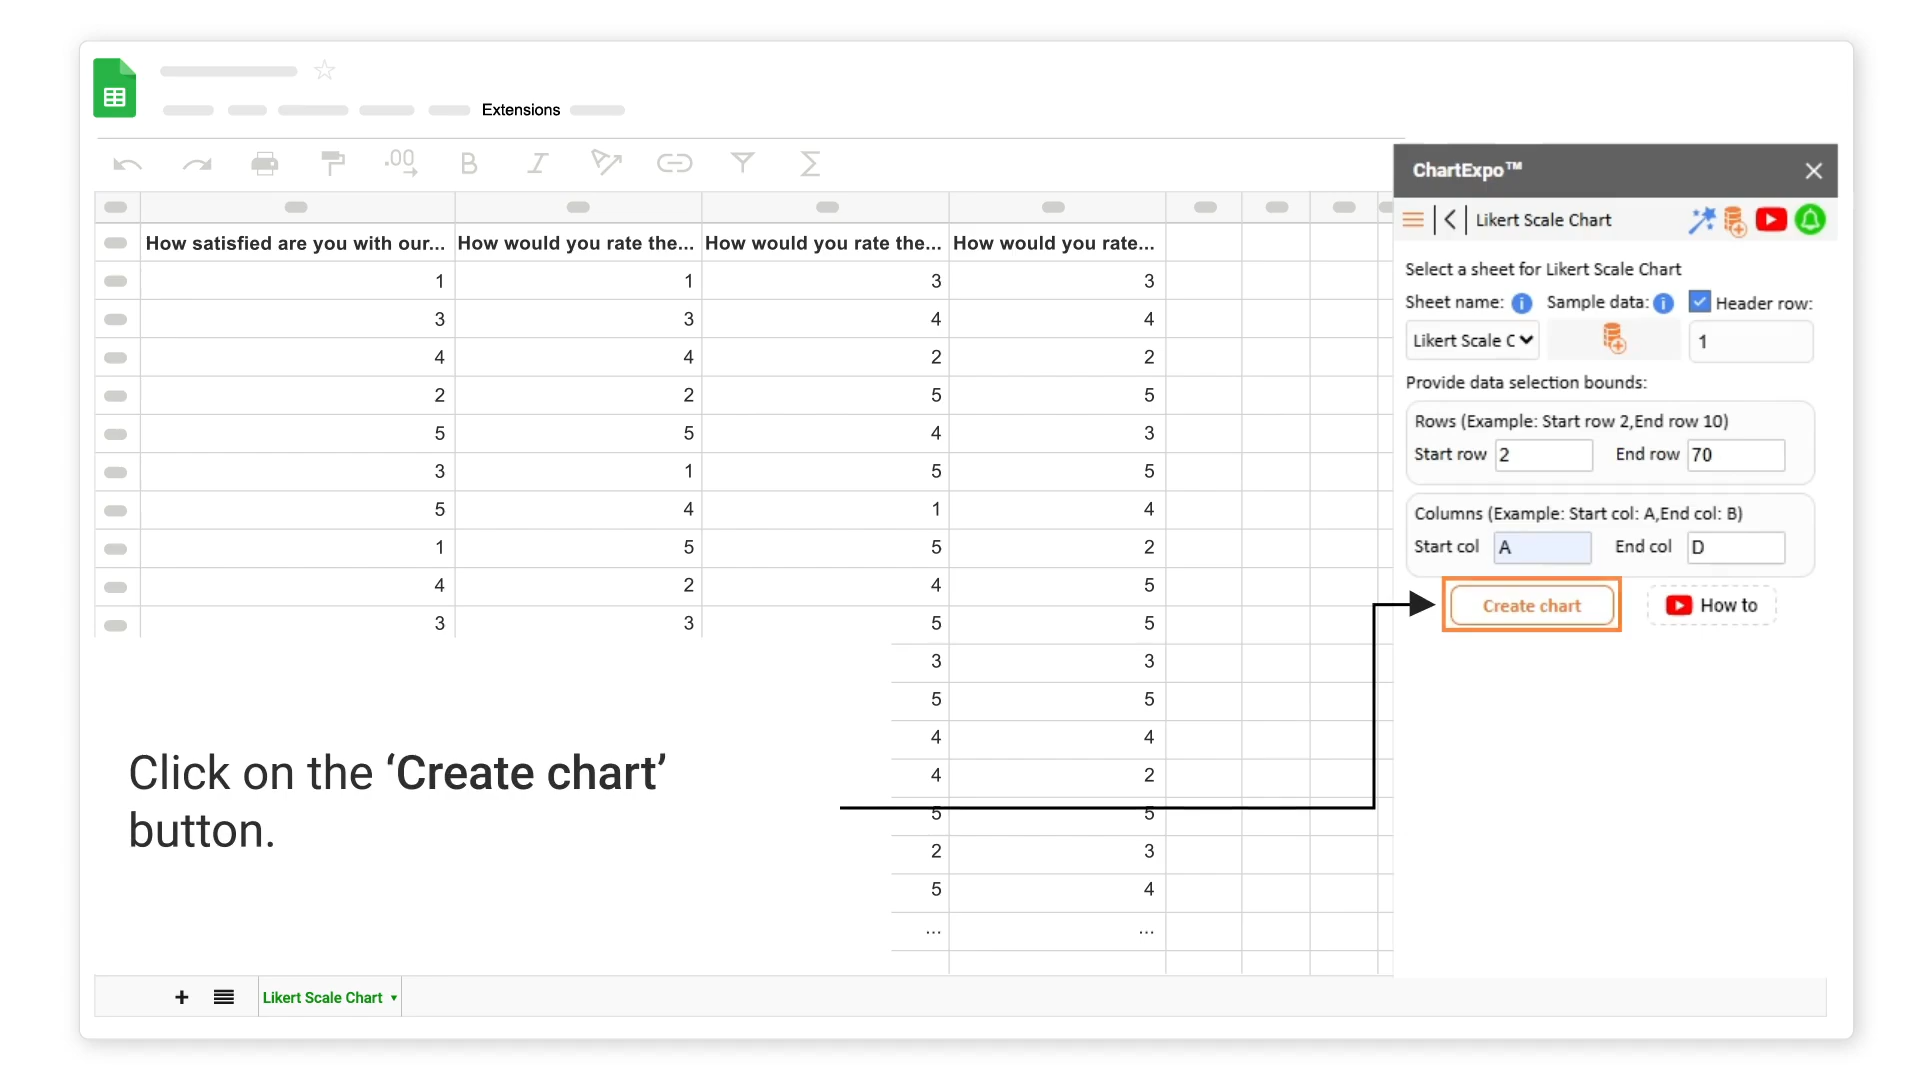 Extensions
.00
B
I
ChartExpo™
Likert Scale Chart
Select a sheet for Likert Scale Chart
Sheet name: i Sample data: i Header row:
Likert Scale C 1
Provide data selection bounds:
Rows (Example: Start row 2,End row 10)
Start row 2 End row 70
Columns (Example: Start col: A,End col: B)
Start col A End col D
Create chart How to
How satisfied are you with our... How would you rate the... How would you rate the... How would you rate...
1 1 3 3
3 3 4 4
4 4 2 2
2 2 5 5
5 5 4 3
3 1 5 5
5 4 1 4
1 5 5 2
4 2 4 5
3 3 5 5
3 3
5 5
4 4
4 2
5 5
2 3
5 4
... ...
Click on the ‘Create chart’
button.
+ Likert Scale Chart